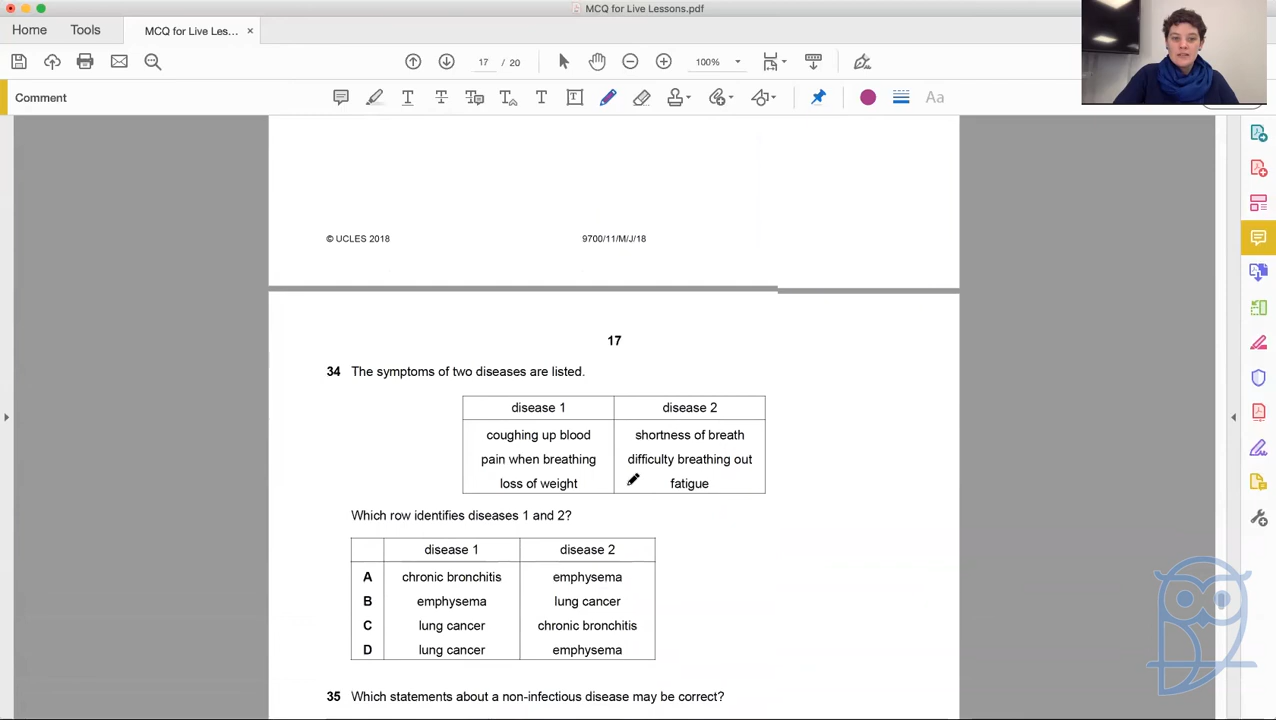 MCQ for Live Lessons.pdf
Home
Tools
MCQ for Live Les...
17 / 20
100%
Comment
Aa
© UCLES 2018
9700/11/M/J/18
17
34 The symptoms of two diseases are listed.
disease 1 disease 2
coughing up blood shortness of breath
pain when breathing difficulty breathing out
loss of weight fatigue
Which row identifies diseases 1 and 2?
disease 1 disease 2
A chronic bronchitis emphysema
B emphysema lung cancer
C lung cancer chronic bronchitis
D lung cancer emphysema
35 Which statements about a non-infectious disease may be correct?